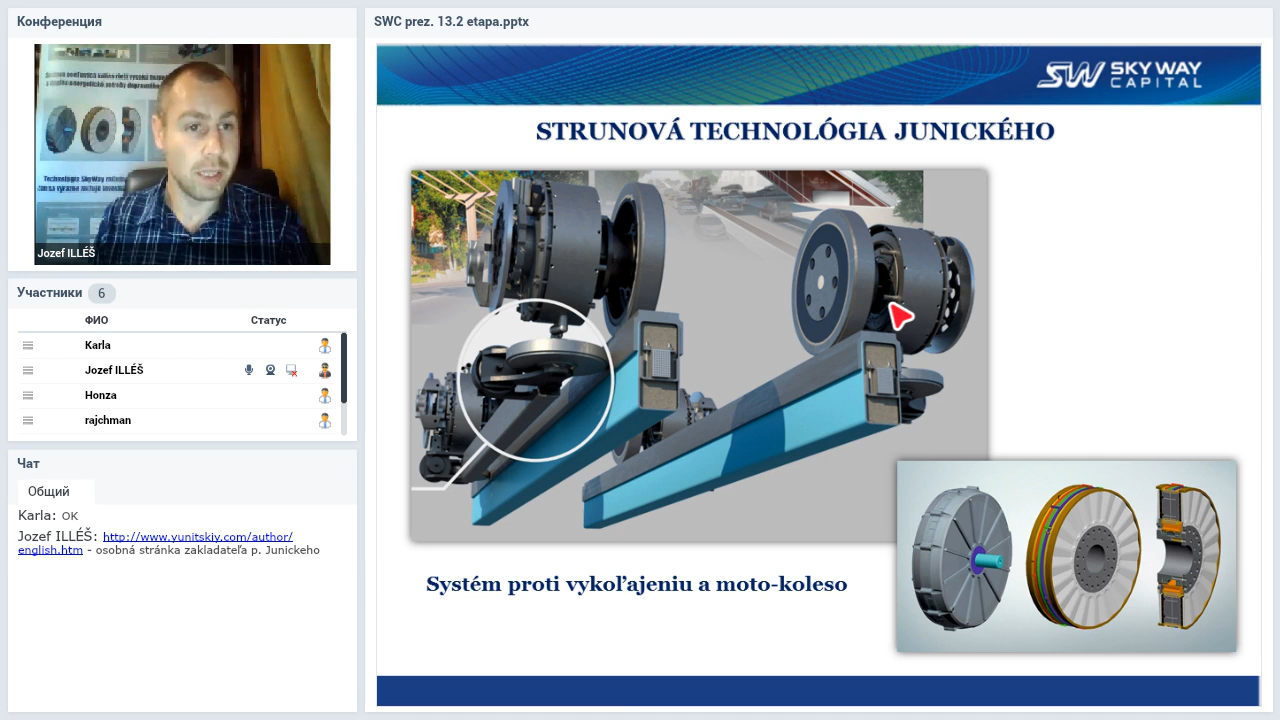 Конференция
Jozef ILLÉŠ
Участники 6
ФИО Статус
Karla
Jozef ILLÉŠ
Honza
rajchman
Чат
Общий
Karla: OK
Jozef ILLÉŠ: http://www.yunitskiy.com/author/
english.htm - osobná stránka zakladateľa p. Junickeho
SWC prez. 13.2 etapa.pptx
SW SKY WAY
CAPITAL
STRUNOVÁ TECHNOLÓGIA JUNICKÉHO
Systém proti vykoľajeniu a moto-koleso